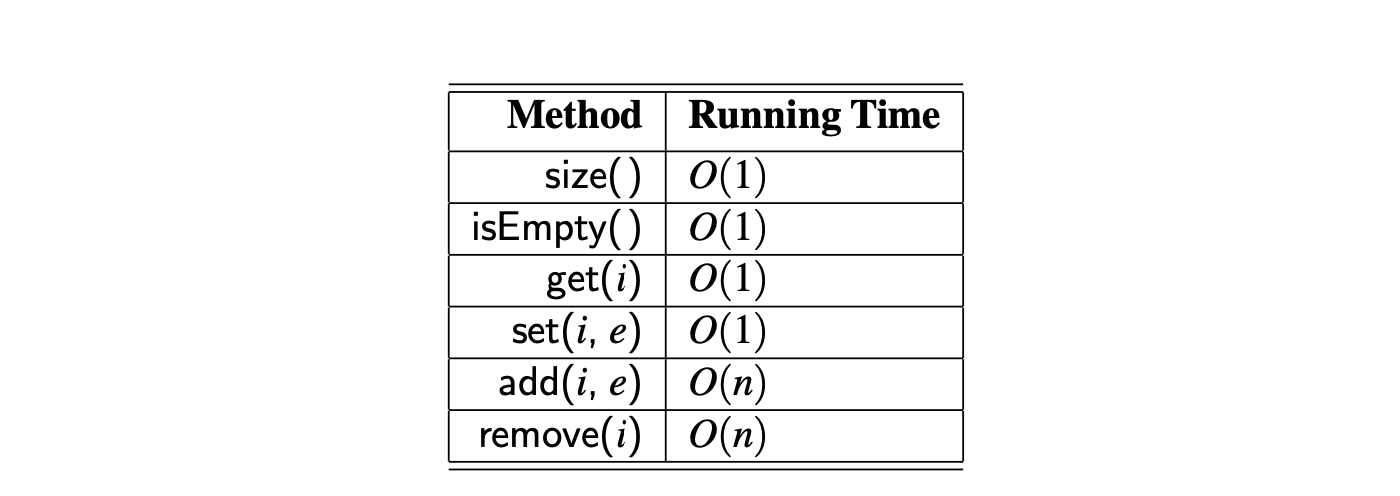 Method Running Time
size( ) O(1)
isEmpty( ) O(1)
get(i) O(1)
set(i, e) O(1)
add(i, e) O(n)
remove(i) O(n)